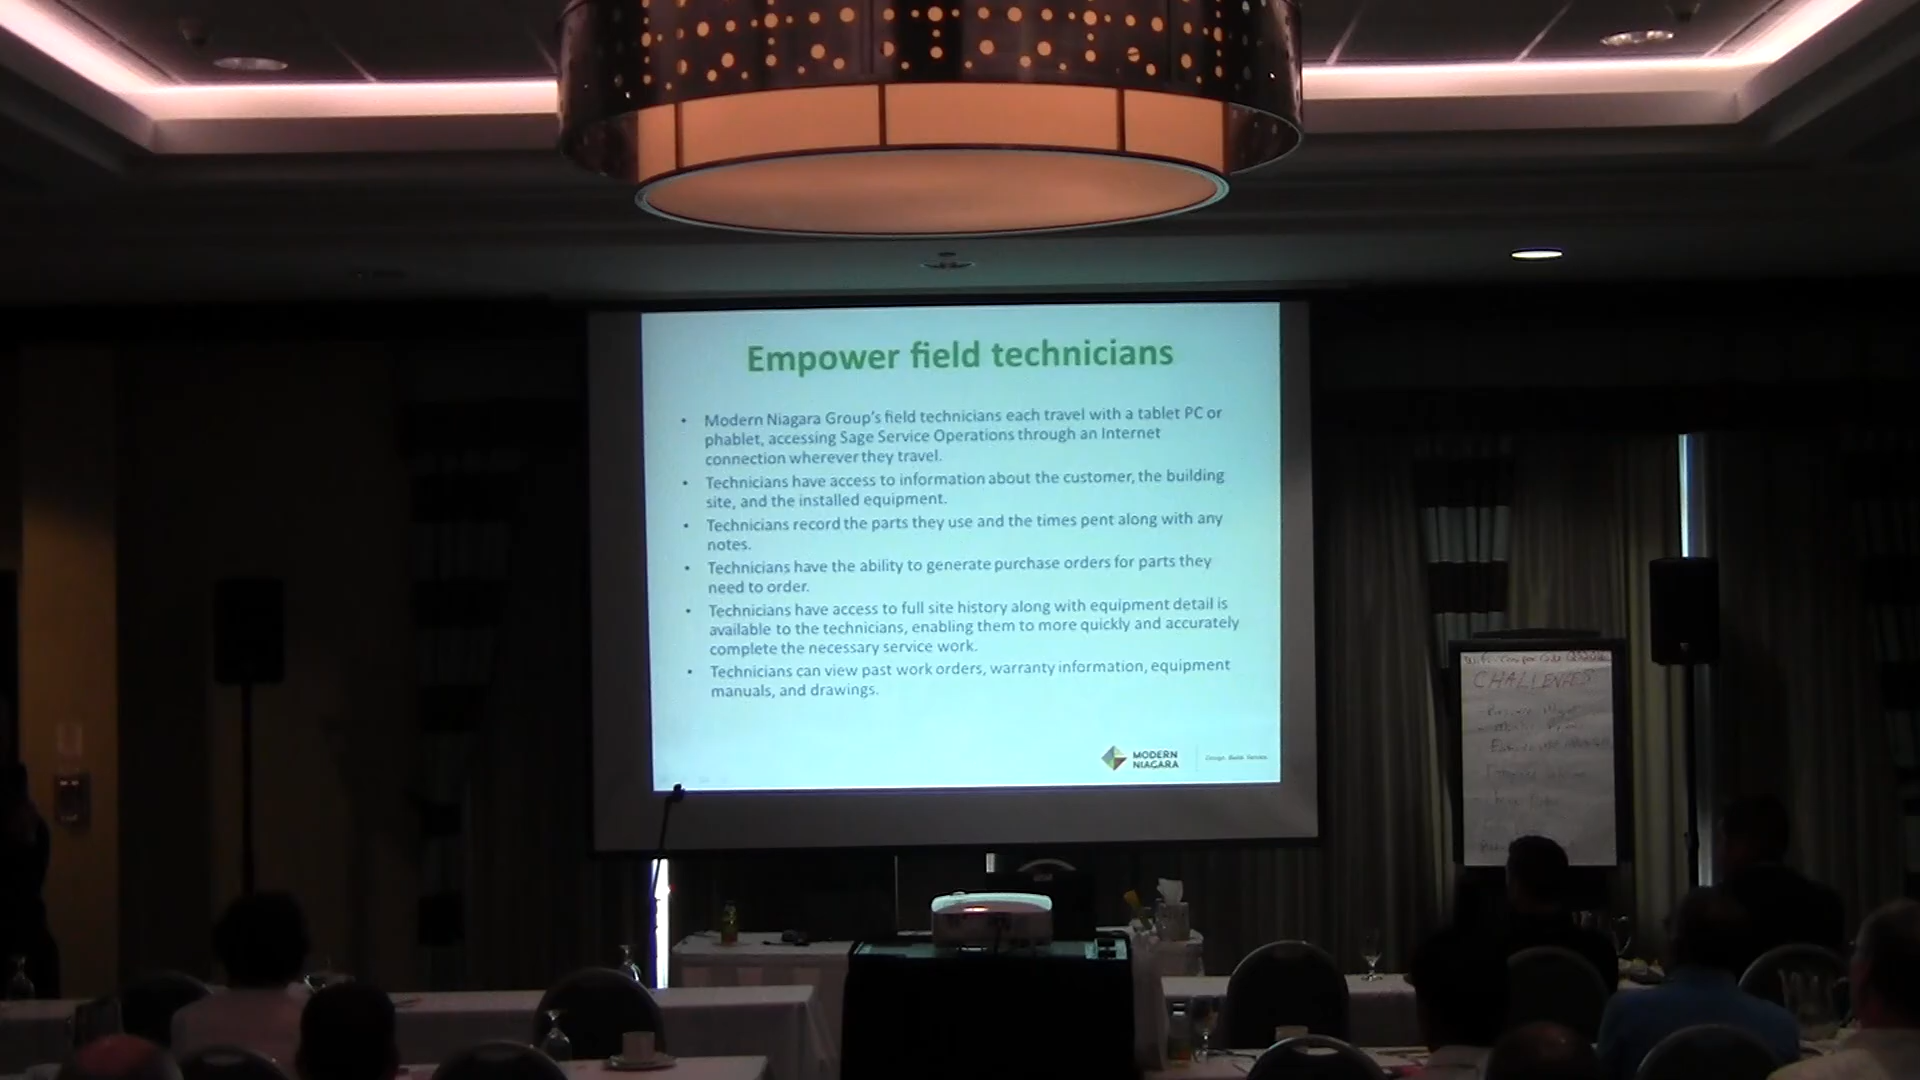 Empower field technicians
• Modern Niagara Group's field technicians each travel with a tablet PC or
phablet, accessing Sage Service Operations through an Internet
connection wherever they travel.
• Technicians have access to information about the customer, the building
site, and the installed equipment.
• Technicians record the parts they use and the times pent along with any
notes.
• Technicians have the ability to generate purchase orders for parts they
need to order.
• Technicians have access to full site history along with equipment detail is
available to the technicians, enabling them to more quickly and accurately
complete the necessary service work.
• Technicians can view past work orders, warranty information, equipment
manuals, and drawings.
MODERN
NIAGARA
Design. Build. Service.
CHALLENGES